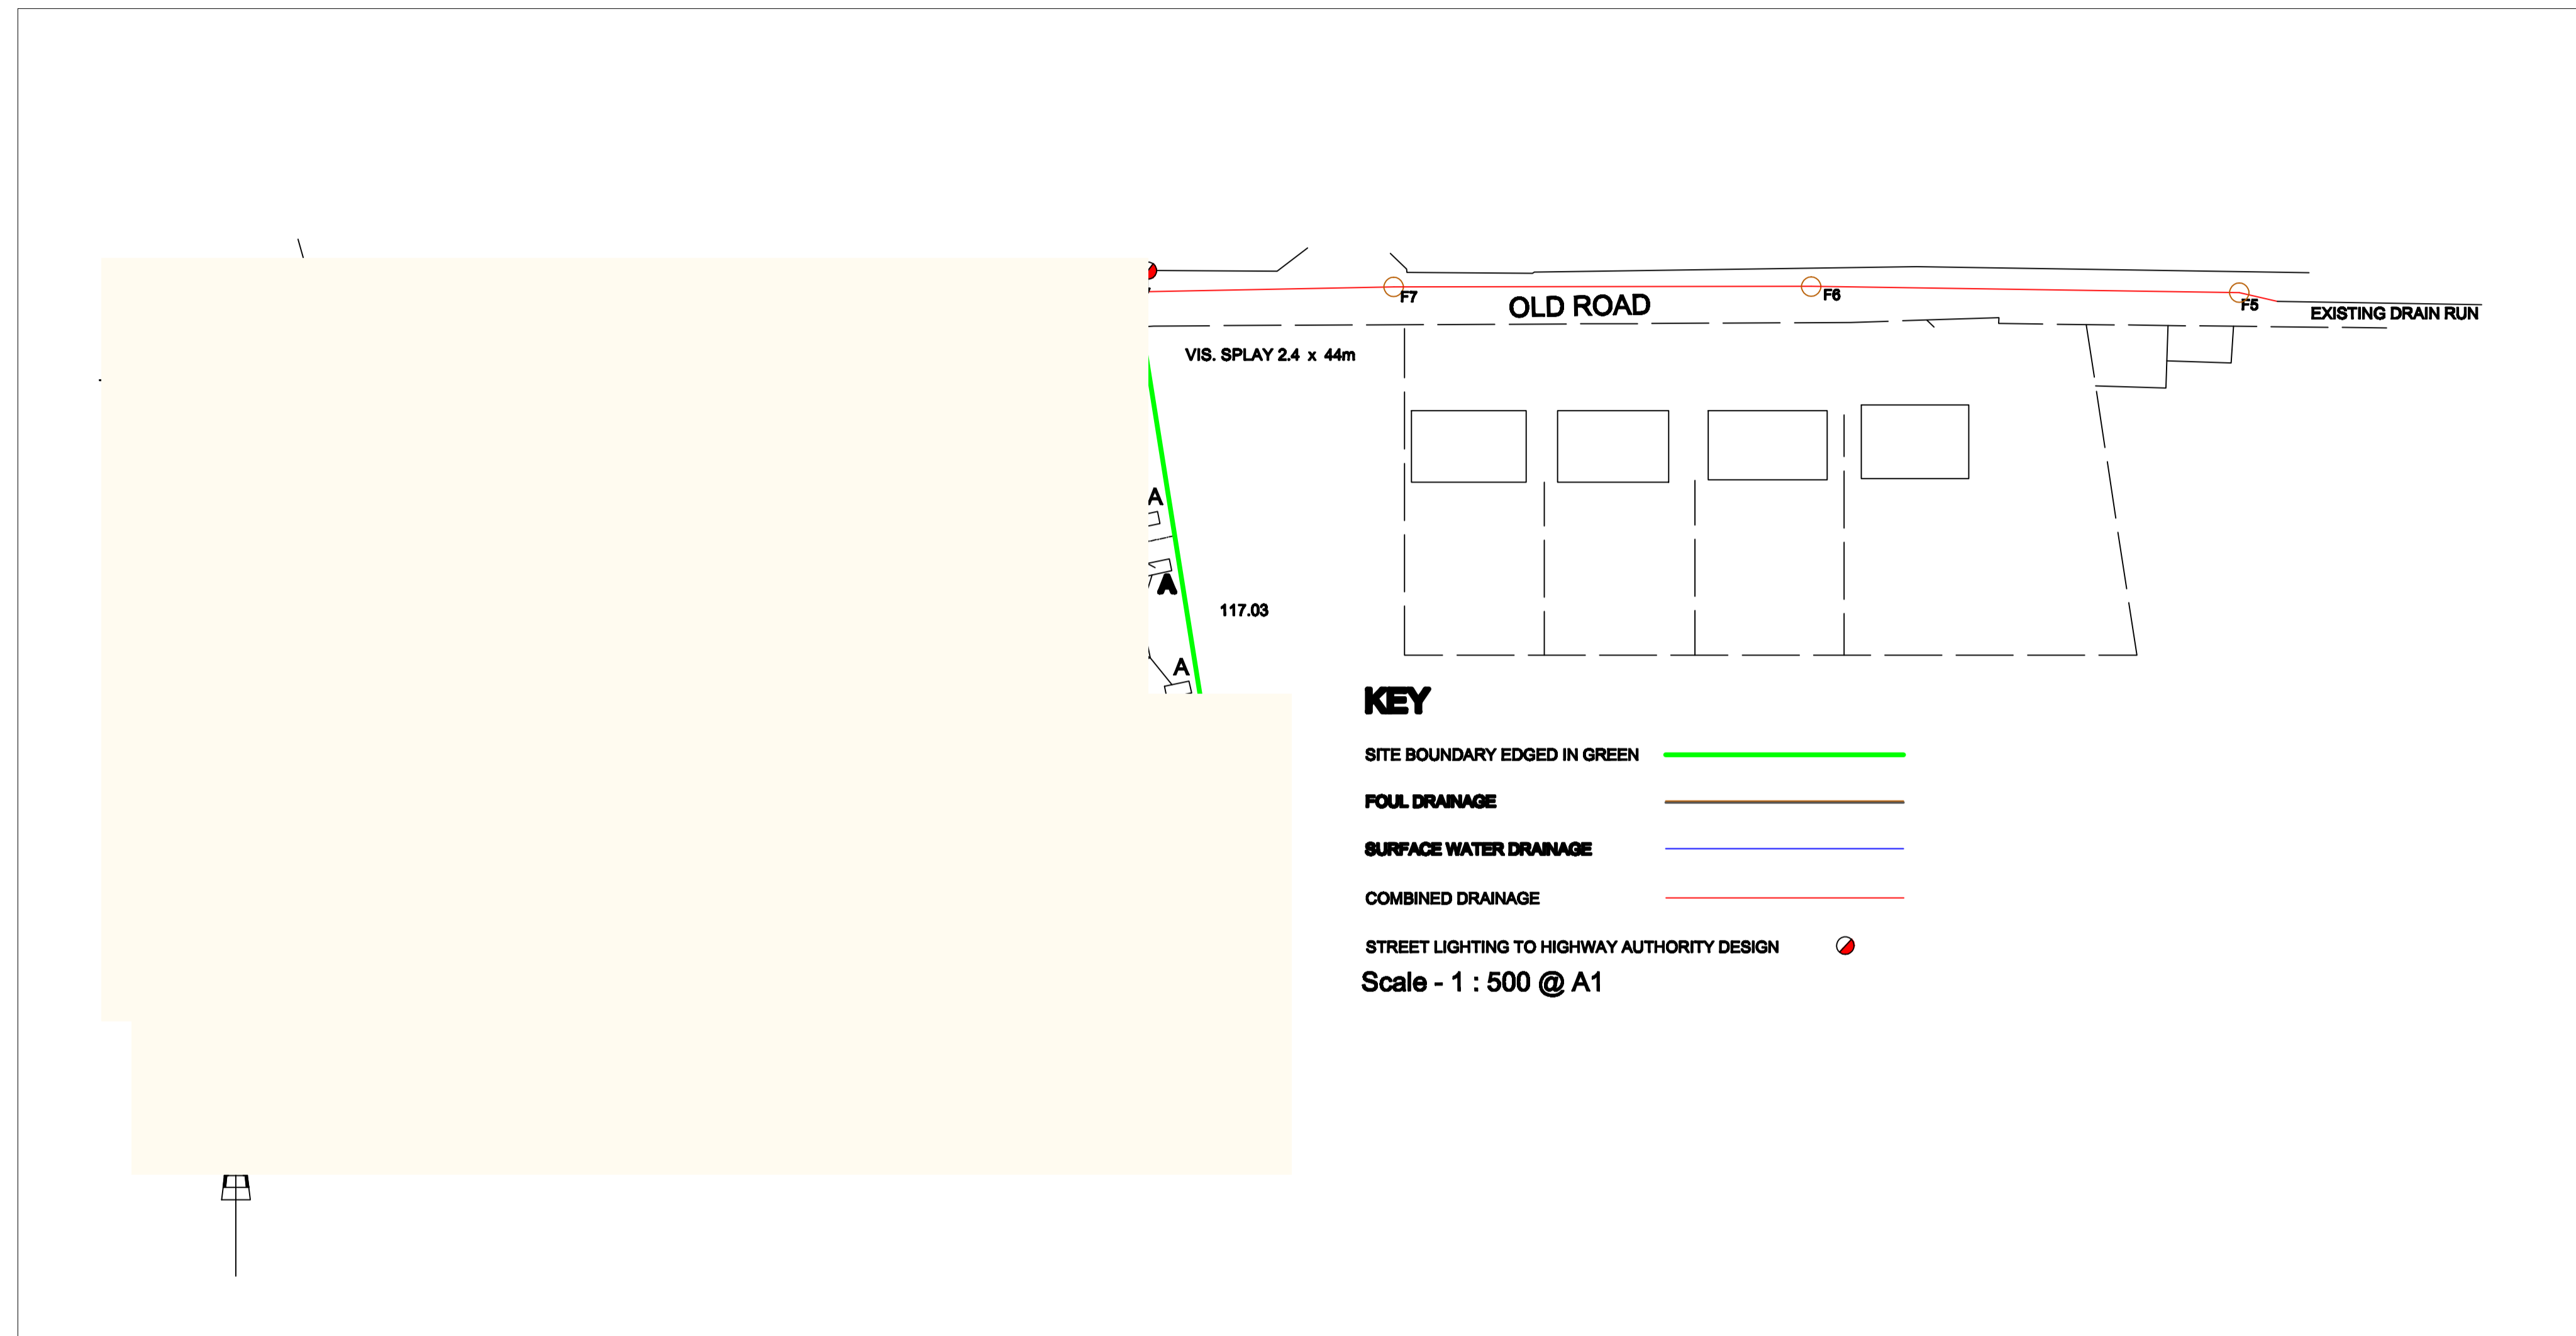 F7
F6
F5
OLD ROAD
EXISTING DRAIN RUN
VIS. SPLAY 2.4 x 44m
A
A
117.03
A
KEY
SITE BOUNDARY EDGED IN GREEN
FOUL DRAINAGE
SURFACE WATER DRAINAGE
COMBINED DRAINAGE
STREET LIGHTING TO HIGHWAY AUTHORITY DESIGN
Scale - 1 : 500 @ A1